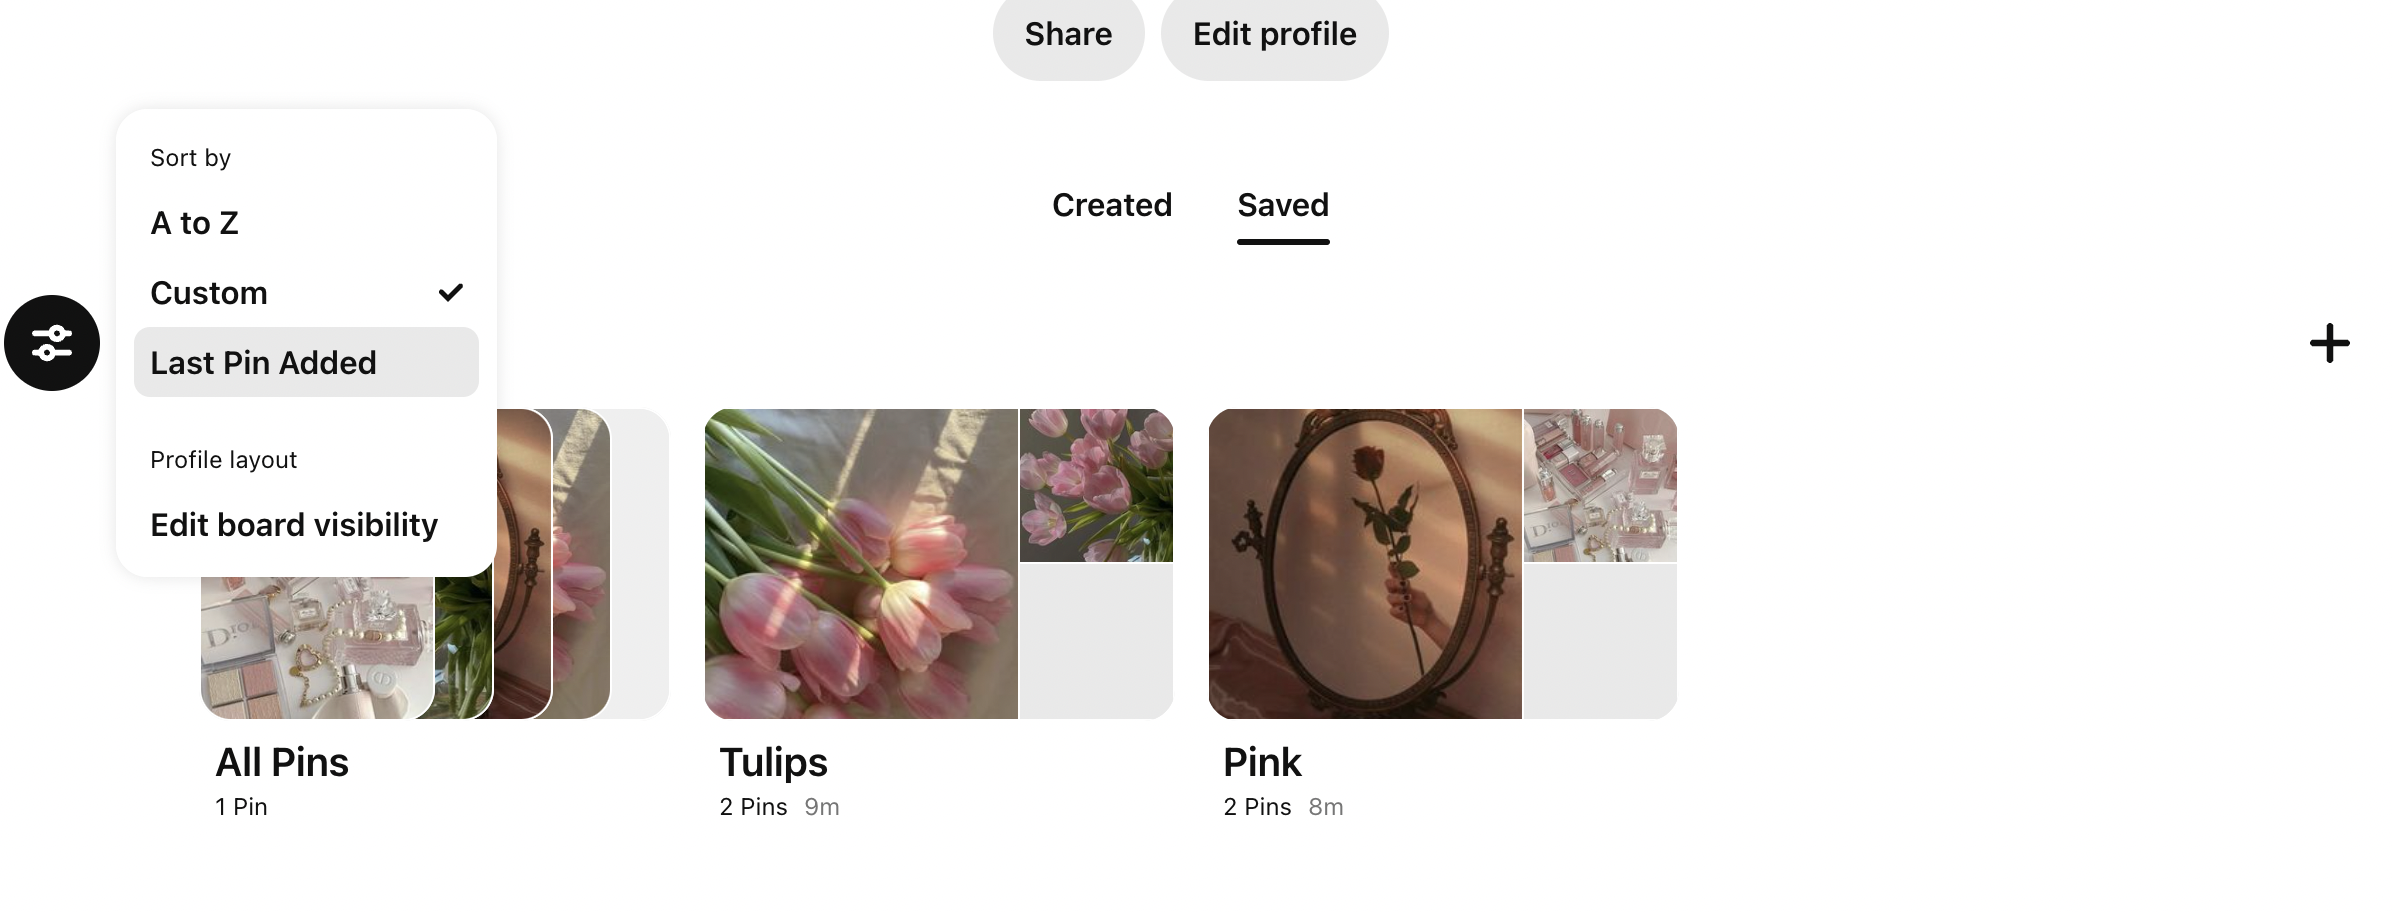 Share
Edit profile
Sort by
A to Z
Custom
Last Pin Added
Profile layout
Edit board visibility
Created
Saved
Dior
All Pins
1 Pin
Tulips
2 Pins 9m
Pink
2 Pins 8m